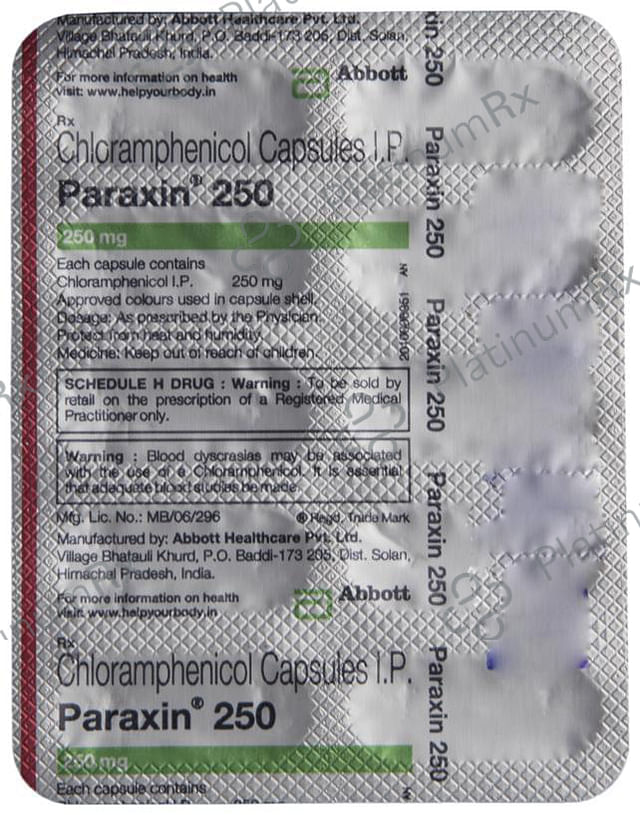 Manufactured by: Abbott Healthcare Pvt. Ltd.
Village Bhatauli Khurd, P.O. Baddi-173 205, Dist. Solan,
Himachal Pradesh, India.
For more information on health
visit: www.helpyourbody.in
Abbott
Rx
Chloramphenicol Capsules I.P.
Paraxin® 250
250 mg
Each capsule contains
Chloramphenicol I.P. 250 mg
Approved colours used in capsule shell.
Dosage: As prescribed by the Physician.
Protect from heat and humidity.
Medicine: Keep out of reach of children.
SCHEDULE H DRUG : Warning : To be sold by
retail on the prescription of a Registered Medical
Practitioner only.
Warning : Blood dyscrasias may be associated
with the use of a Chloramphenicol. It is essential
that adequate blood studies be made.
Mfg. Lic. No.: MB/06/296 ® Regd. Trade Mark
Manufactured by: Abbott Healthcare Pvt. Ltd.
Village Bhatauli Khurd, P.O. Baddi-173 205, Dist. Solan,
Himachal Pradesh, India.
For more information on health
visit: www.helpyourbody.in
Abbott
Rx
Chloramphenicol Capsules I.P.
Paraxin® 250
250 mg
Each capsule contains
xin 250
Paraxin 250
Paraxin 250
Paraxin 250
Paraxin 250
PlatinumRx
PlatinumRx